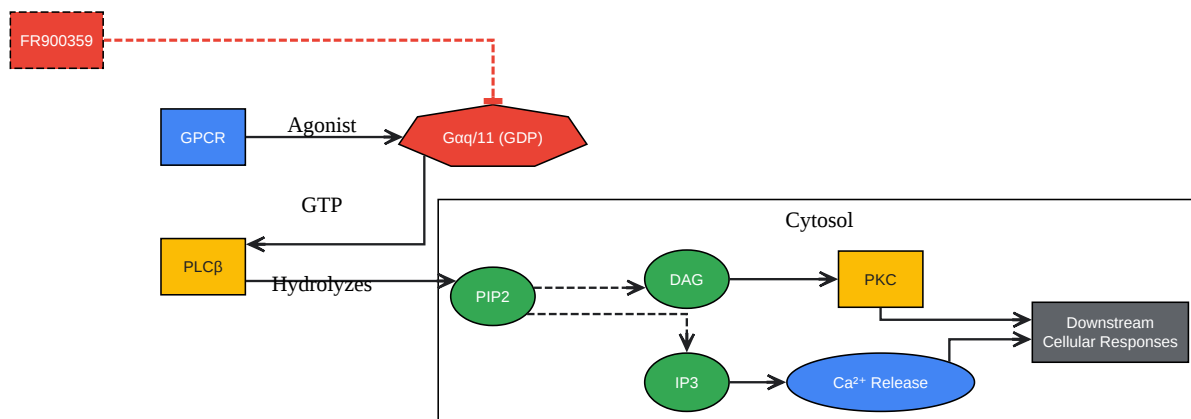 FR900359
GPCR
Agonist
Gαq/11 (GDP)
GTP
Cytosol
PLCβ
Hydrolyzes
PIP2
DAG
PKC
Downstream
Cellular Responses
IP3
Ca²⁺ Release